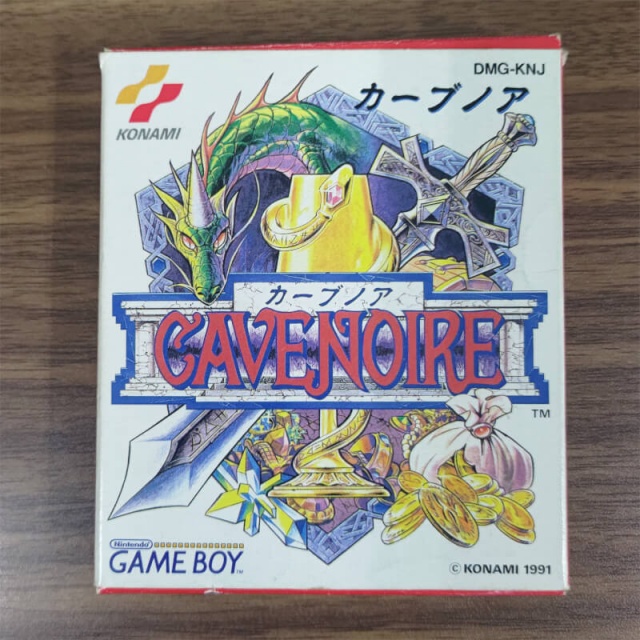 DMG-KNJ
KONAMI
カーブノア
カーブノア
CAVENOIRE
TM
Nintendo
GAME BOY
© KONAMI 1991